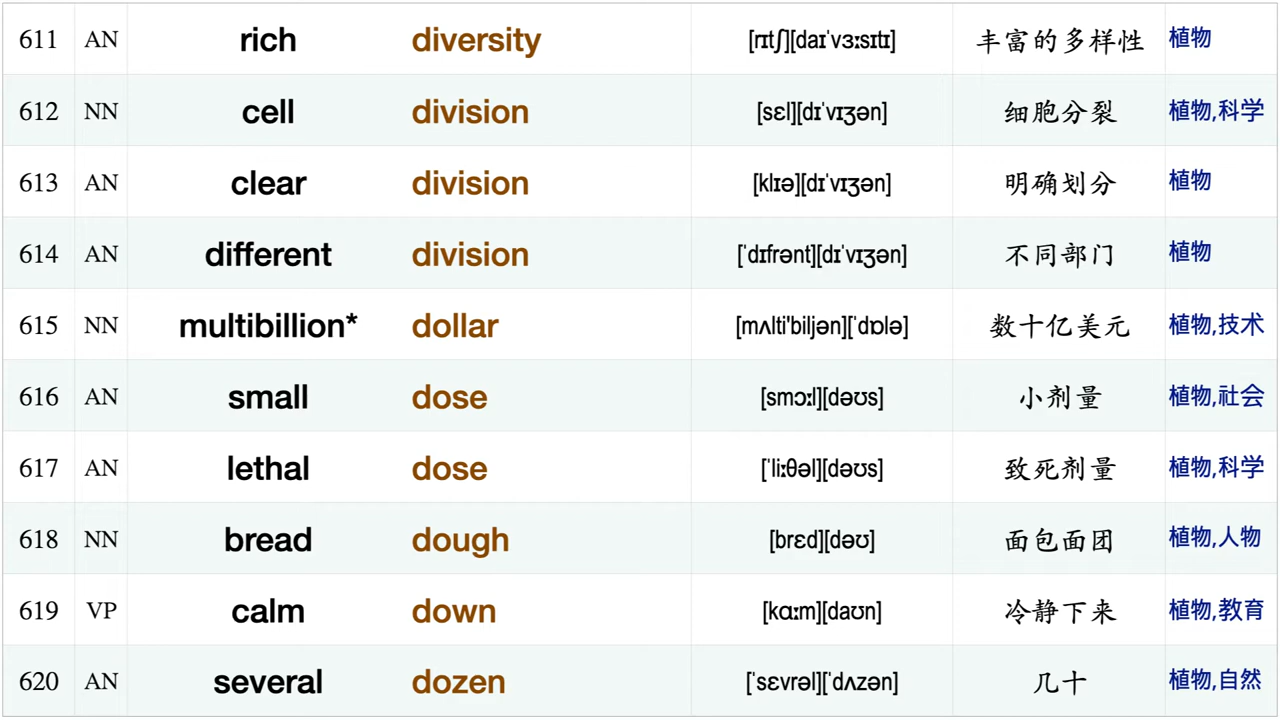 611 AN rich diversity [rɪtʃ][daɪˈvɜːsɪtɪ] 丰富的多样性 植物
612 NN cell division [sɛl][dɪˈvɪʒən] 细胞分裂 植物,科学
613 AN clear division [klɪə][dɪˈvɪʒən] 明确划分 植物
614 AN different division [ˈdɪfrənt][dɪˈvɪʒən] 不同部门 植物
615 NN multibillion* dollar [mʌlti'biljən][ˈdɒlə] 数十亿美元 植物,技术
616 AN small dose [smɔːl][dəʊs] 小剂量 植物,社会
617 AN lethal dose [ˈliːθəl][dəʊs] 致死剂量 植物,科学
618 NN bread dough [brɛd][dəʊ] 面包面团 植物,人物
619 VP calm down [kɑːm][daʊn] 冷静下来 植物,教育
620 AN several dozen [ˈsɛvrəl][ˈdʌzən] 几十 植物,自然